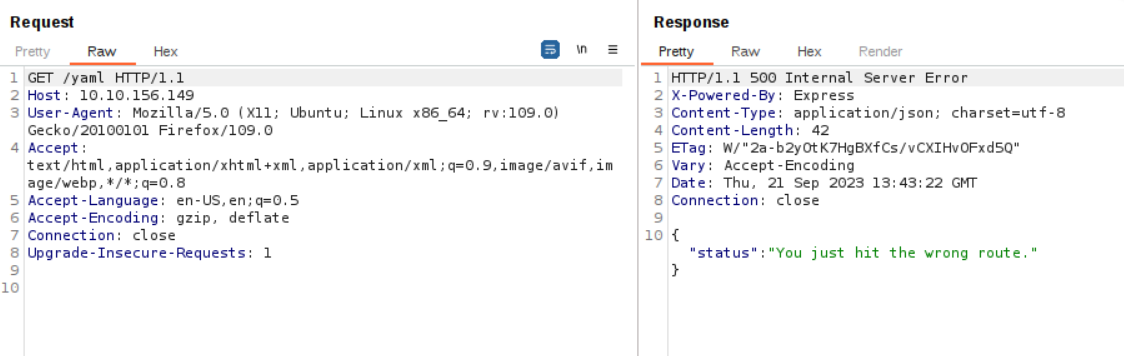 Request
Pretty Raw Hex
\n
1 GET /yaml HTTP/1.1
2 Host: 10.10.156.149
3 User-Agent: Mozilla/5.0 (X11; Ubuntu; Linux x86_64; rv:109.0)
Gecko/20100101 Firefox/109.0
4 Accept:
text/html,application/xhtml+xml,application/xml;q=0.9,image/avif,im
age/webp,*/*;q=0.8
5 Accept-Language: en-US,en;q=0.5
6 Accept-Encoding: gzip, deflate
7 Connection: close
8 Upgrade-Insecure-Requests: 1
9
10
Response
Pretty Raw Hex Render
1 HTTP/1.1 500 Internal Server Error
2 X-Powered-By: Express
3 Content-Type: application/json; charset=utf-8
4 Content-Length: 42
5 ETag: W/"2a-b2yOtK7HgBXfCs/vCXIHvOFxd5Q"
6 Vary: Accept-Encoding
7 Date: Thu, 21 Sep 2023 13:43:22 GMT
8 Connection: close
9
10 {
"status":"You just hit the wrong route."
}